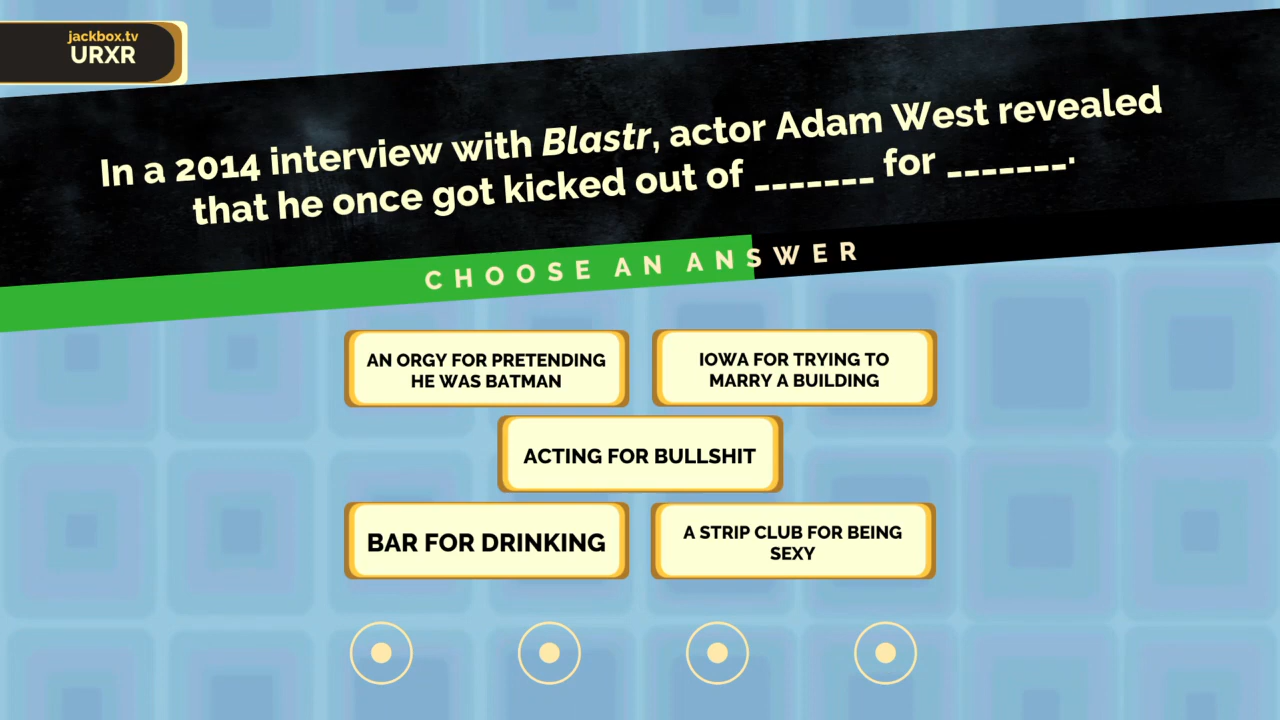 jackbox.tv
URXR
In a 2014 interview with Blastr, actor Adam West revealed
that he once got kicked out of _______ for _______.
CHOOSE AN ANSWER
AN ORGY FOR PRETENDING
HE WAS BATMAN
IOWA FOR TRYING TO
MARRY A BUILDING
ACTING FOR BULLSHIT
BAR FOR DRINKING
A STRIP CLUB FOR BEING
SEXY